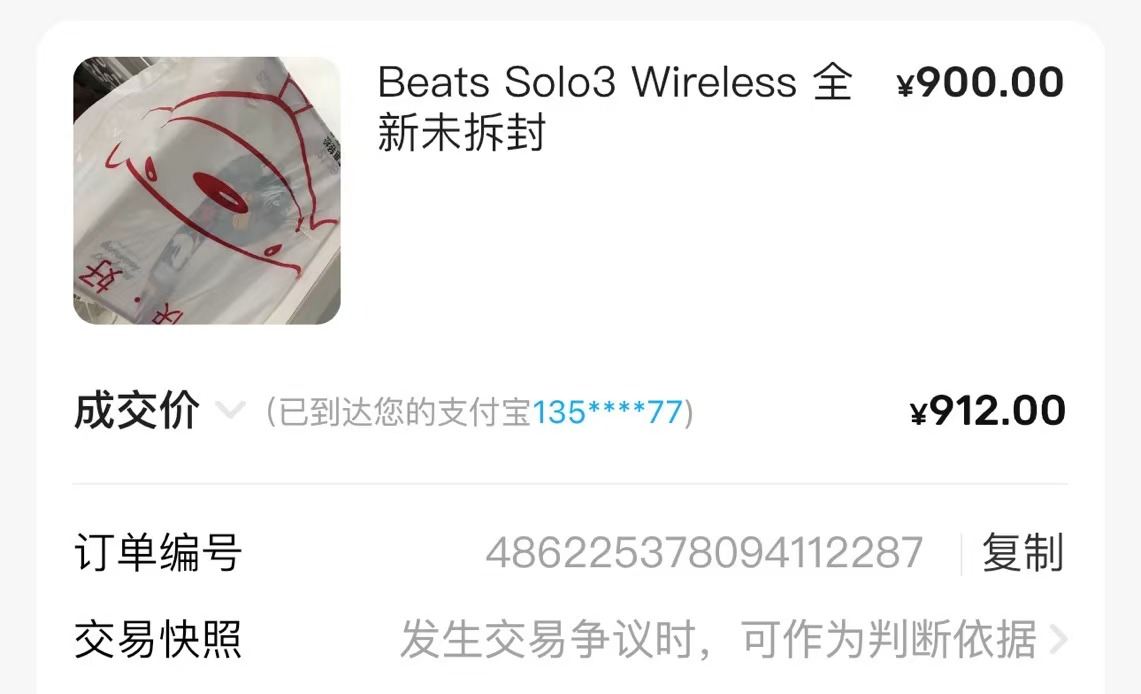 Beats Solo3 Wireless 全 ¥900.00
新未拆封
好
成交价 (已到达您的支付宝135****77) ¥912.00
订单编号 486225378094112287 复制
交易快照 发生交易争议时，可作为判断依据